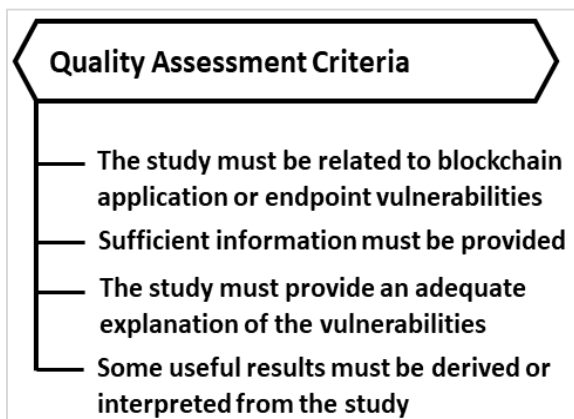 Quality Assessment Criteria
The study must be related to blockchain
application or endpoint vulnerabilities
Sufficient information must be provided
The study must provide an adequate
explanation of the vulnerabilities
Some useful results must be derived or
interpreted from the study